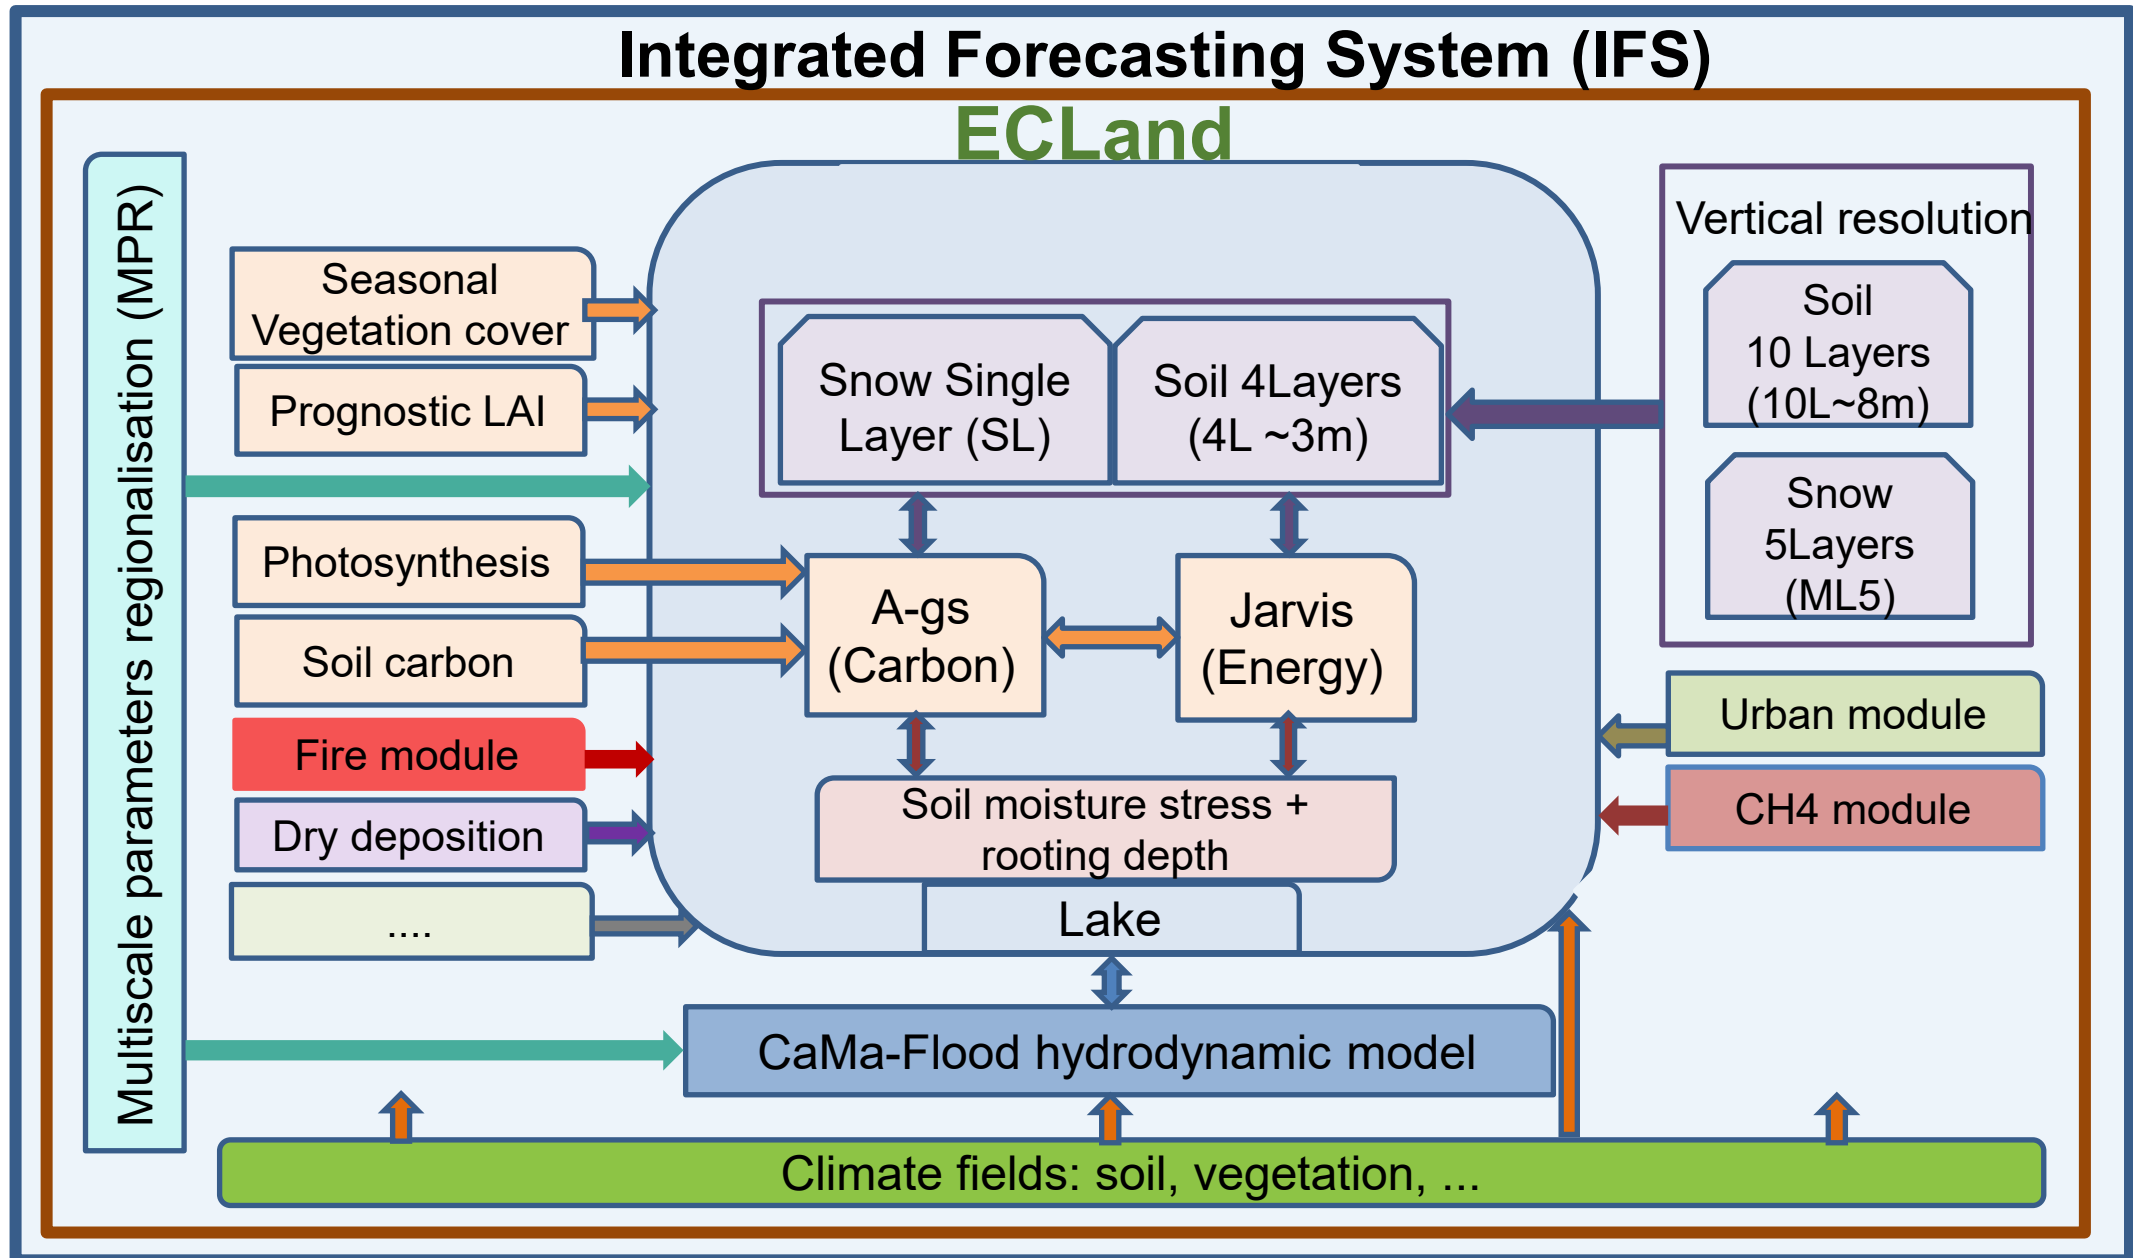 Integrated Forecasting System (IFS)
ECLand
Multiscale parameters regionalisation (MPR)
Seasonal
Vegetation cover
Prognostic LAI
Photosynthesis
Soil carbon
Fire module
Dry deposition
....
Snow Single
Layer (SL)
Soil 4Layers
(4L ~3m)
A-gs
(Carbon)
Jarvis
(Energy)
Soil moisture stress +
rooting depth
Lake
CaMa-Flood hydrodynamic model
Vertical resolution
Soil
10 Layers
(10L~8m)
Snow
5Layers
(ML5)
Urban module
CH4 module
Climate fields: soil, vegetation, ...